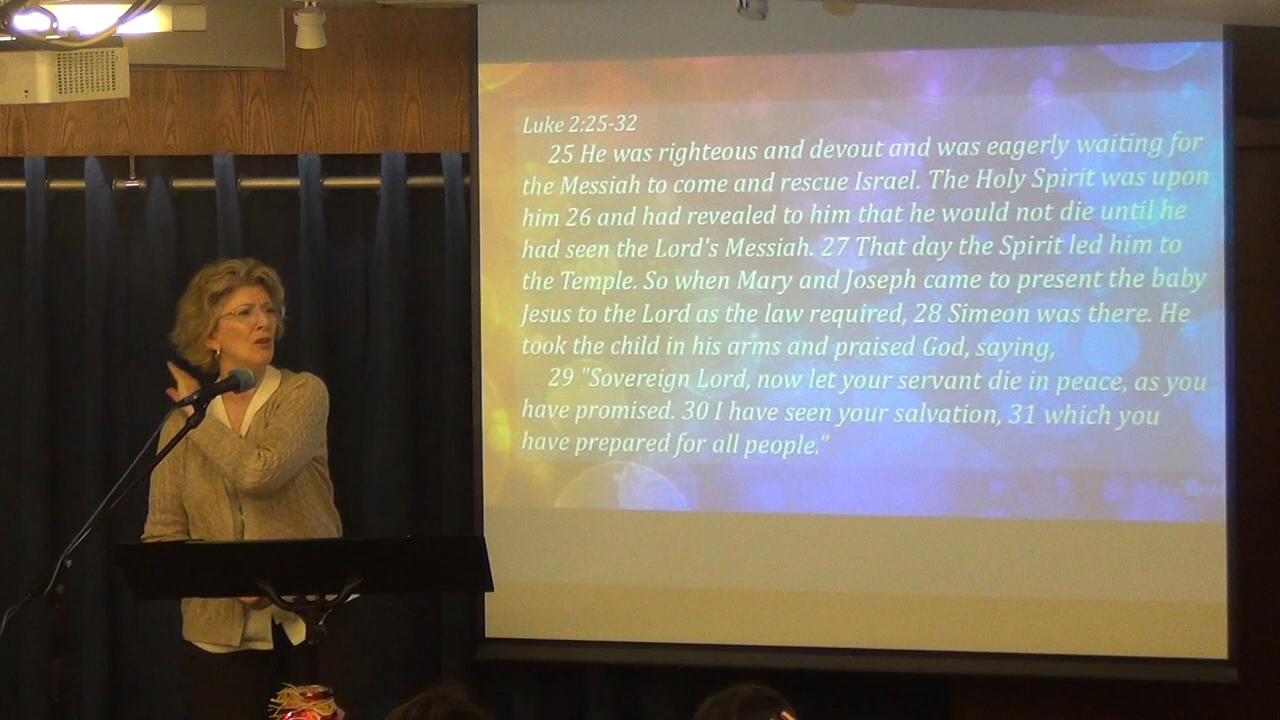 Luke 2:25-32
25 He was righteous and devout and was eagerly waiting for
the Messiah to come and rescue Israel. The Holy Spirit was upon
him 26 and had revealed to him that he would not die until he
had seen the Lord's Messiah. 27 That day the Spirit led him to
the Temple. So when Mary and Joseph came to present the baby
Jesus to the Lord as the law required, 28 Simeon was there. He
took the child in his arms and praised God, saying,
29 "Sovereign Lord, now let your servant die in peace, as you
have promised. 30 I have seen your salvation, 31 which you
have prepared for all people."